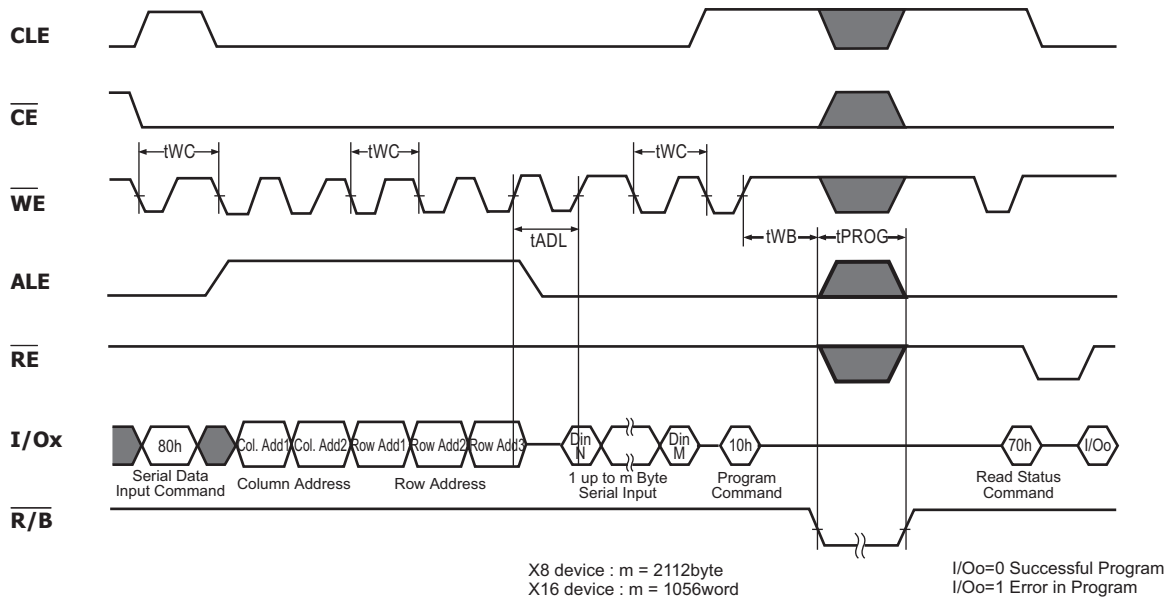 CLE
CE
tWC tWC tWC
WE
tADL tWB tPROG
ALE
RE
I/Ox
80h Col. Add1 Col. Add2 Row Add1 Row Add2 Row Add3 Din N Din M 10h 70h I/Oo
Serial Data Input Command
Column Address
Row Address
1 up to m Byte Serial Input
Program Command
Read Status Command
R/B
X8 device : m = 2112byte
X16 device : m = 1056word
I/Oo=0 Successful Program
I/Oo=1 Error in Program